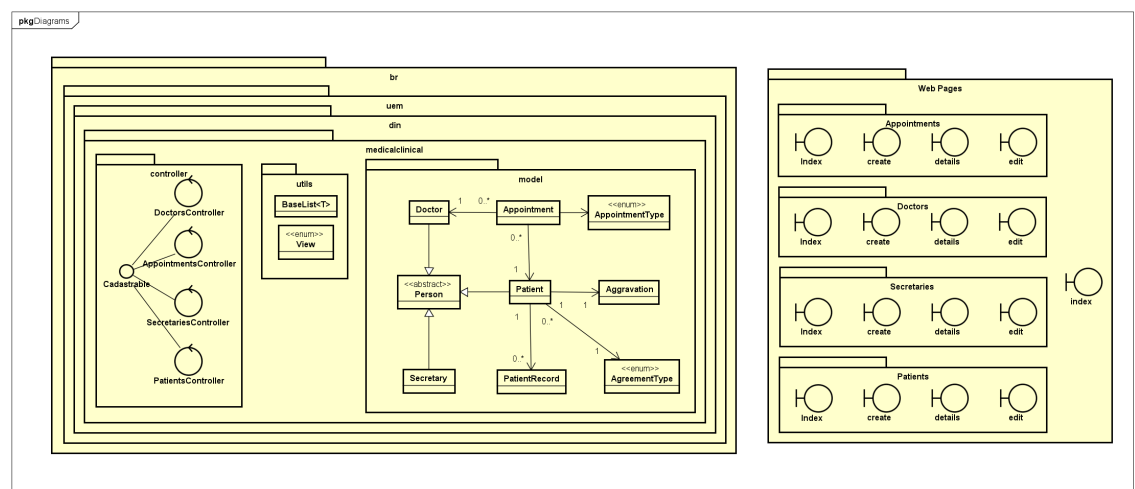 pkgDiagrams
br
uem
din
medicalclinical
controller
DoctorsController
AppointmentsController
Cadastrable
SecretariesController
PatientsController
utils
BaseList<T>
<<enum>>
View
model
Doctor
1
0..*
Appointment
<<enum>>
AppointmentType
0..*
1
<<abstract>>
Person
Patient
1
1
Aggravation
1
0..*
0..*
1
Secretary
PatientRecord
<<enum>>
AgreementType
Web Pages
Appointments
Index
create
details
edit
Doctors
Index
create
details
edit
Secretaries
Index
create
details
edit
index
Patients
Index
create
details
edit